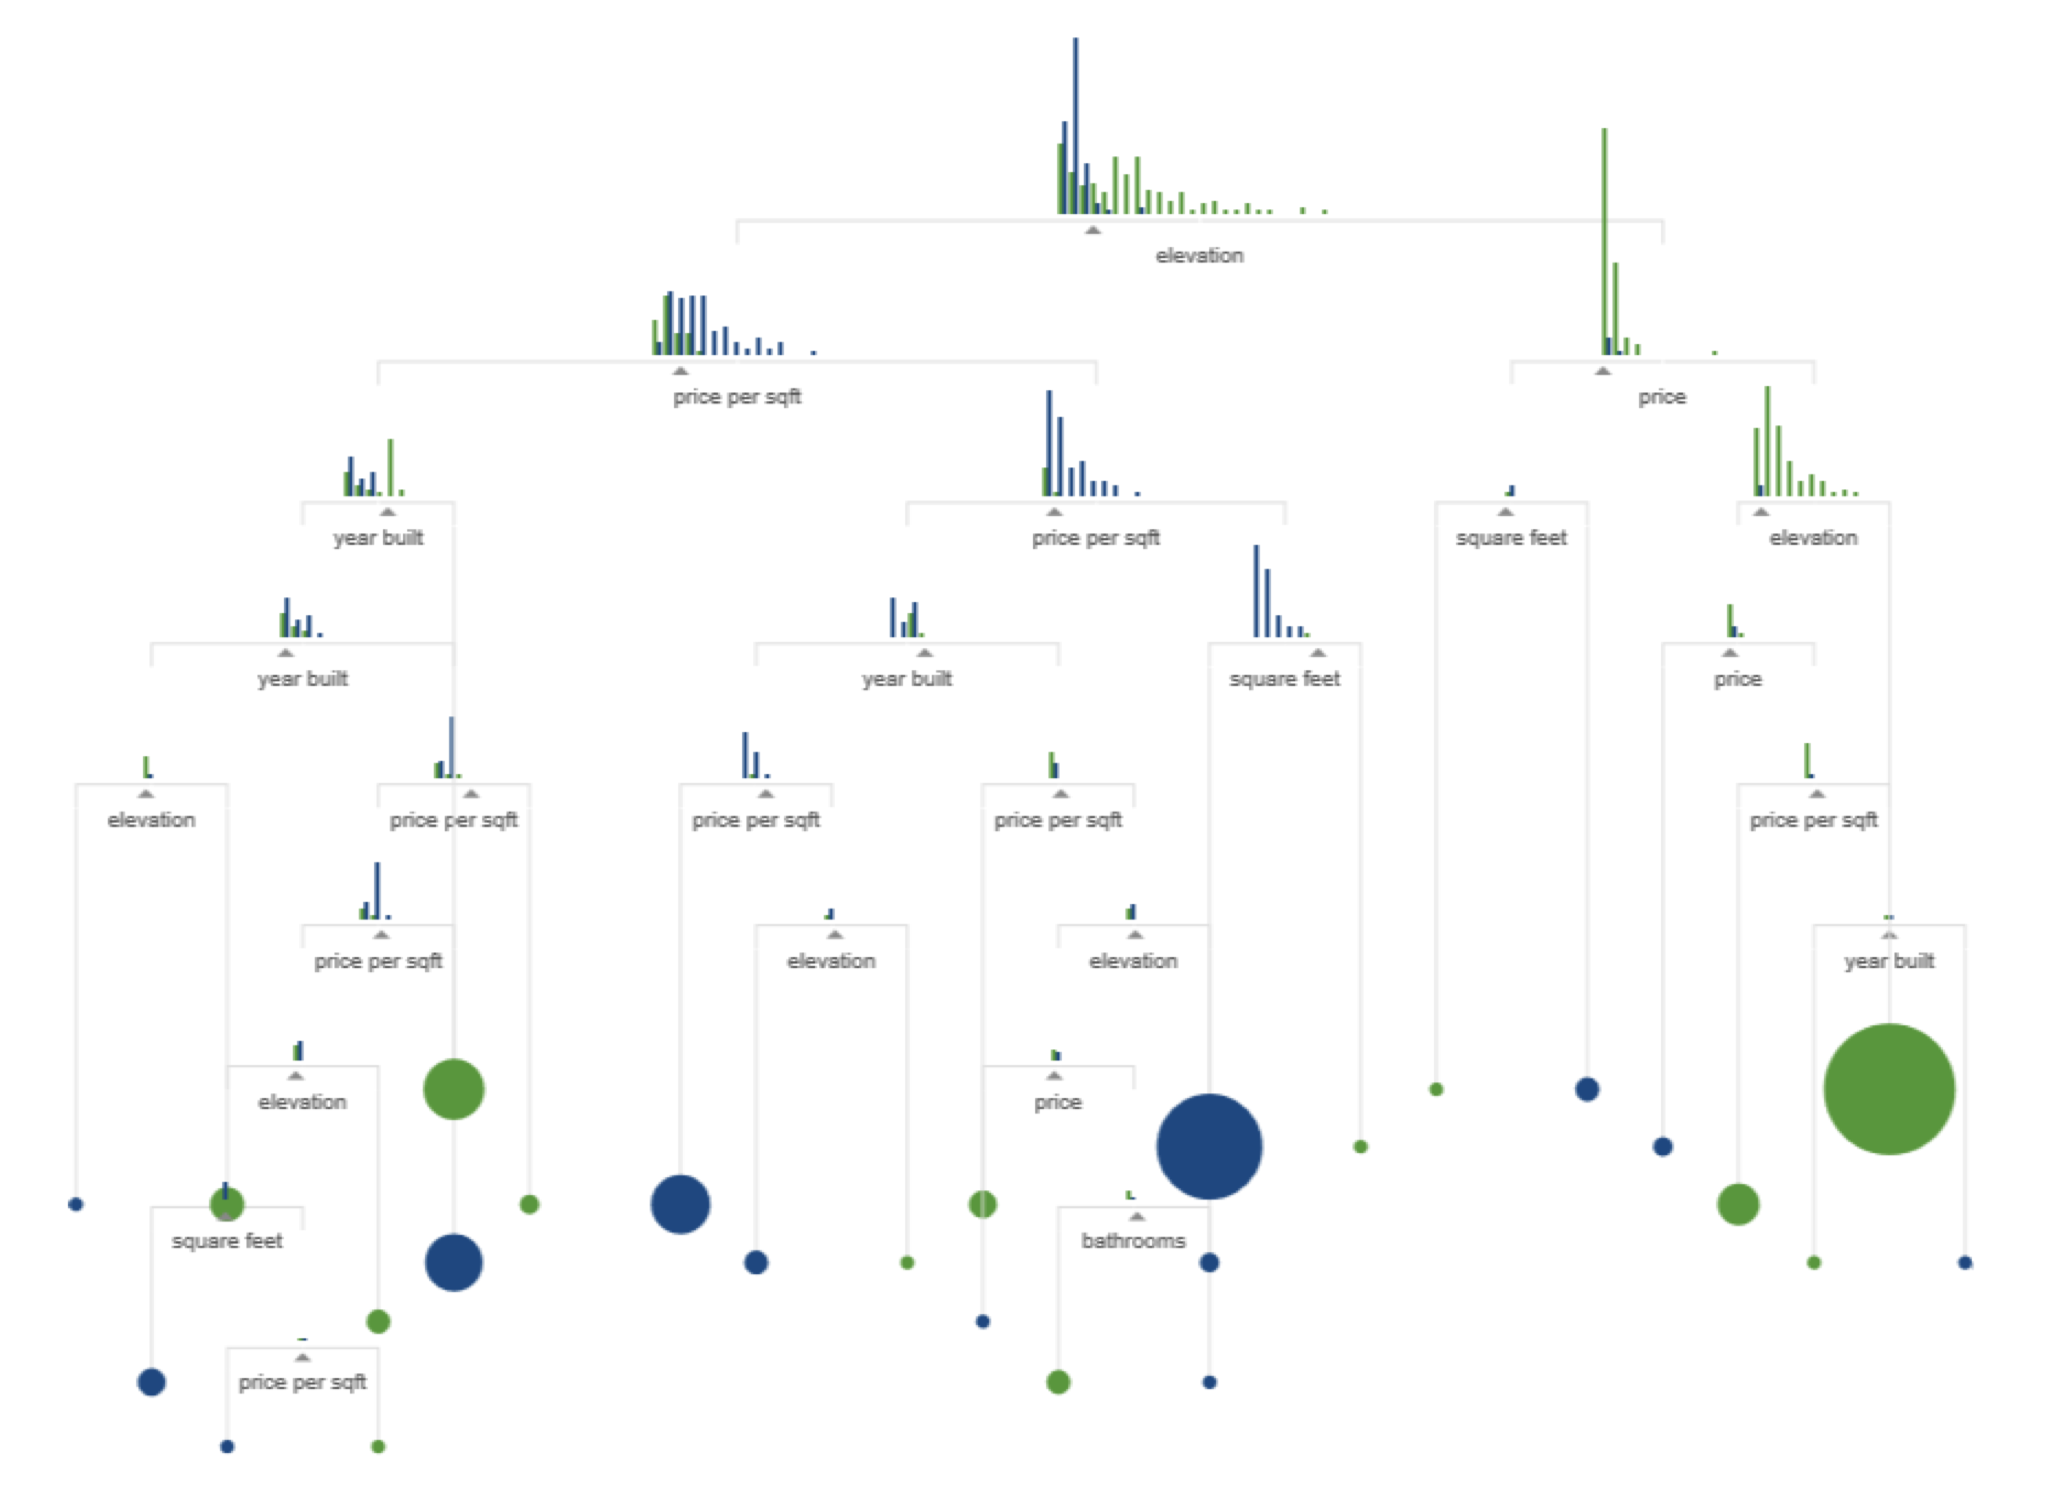 elevation
price per sqft
price
year built
price per sqft
square feet
elevation
year built
year built
square feet
price
elevation
price per sqft
price per sqft
price per sqft
price per sqft
price per sqft
elevation
elevation
year built
elevation
price
square feet
bathrooms
price per sqft